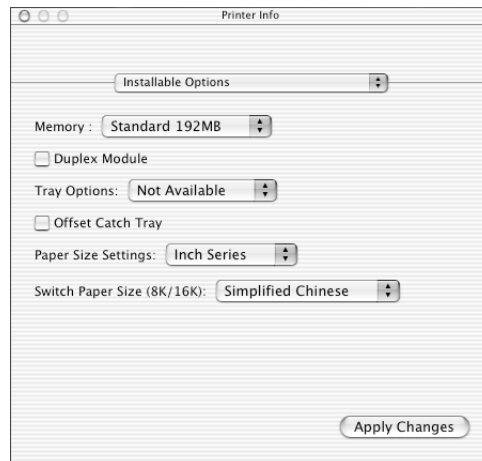 Printer Info
Installable Options
Memory : Standard 192MB
Duplex Module
Tray Options: Not Available
Offset Catch Tray
Paper Size Settings: Inch Series
Switch Paper Size (8K/16K): Simplified Chinese
Apply Changes